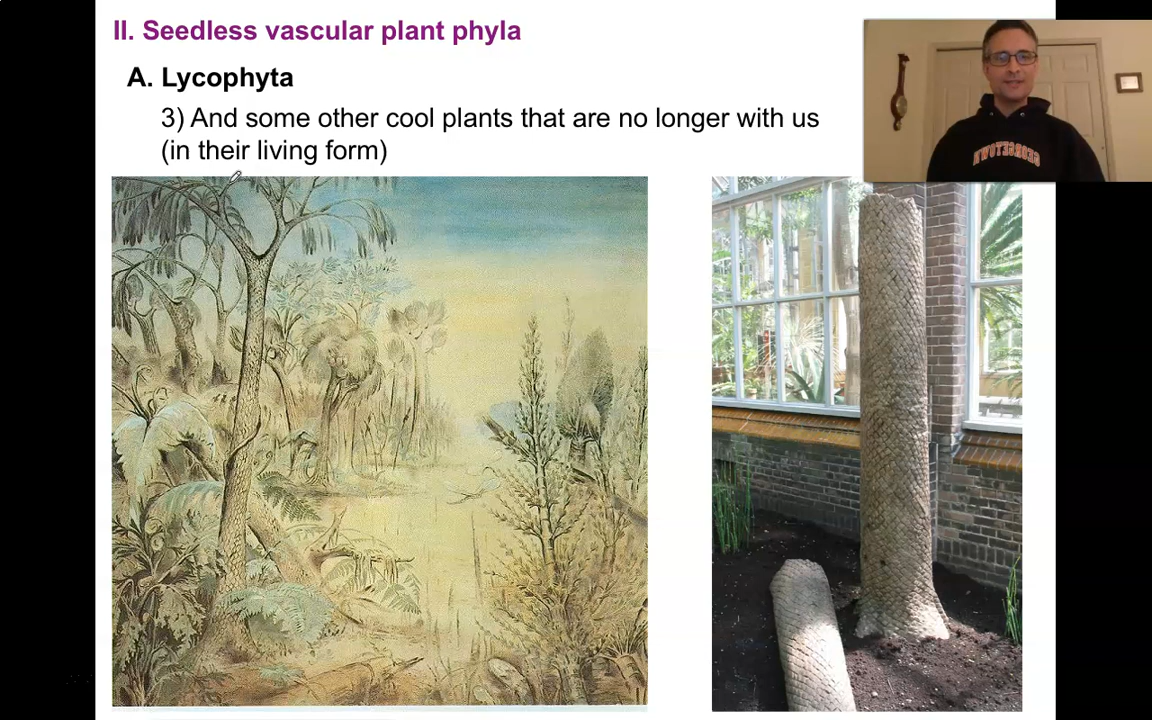 II. Seedless vascular plant phyla
A. Lycophyta
3) And some other cool plants that are no longer with us
(in their living form)
GEORGETOWN